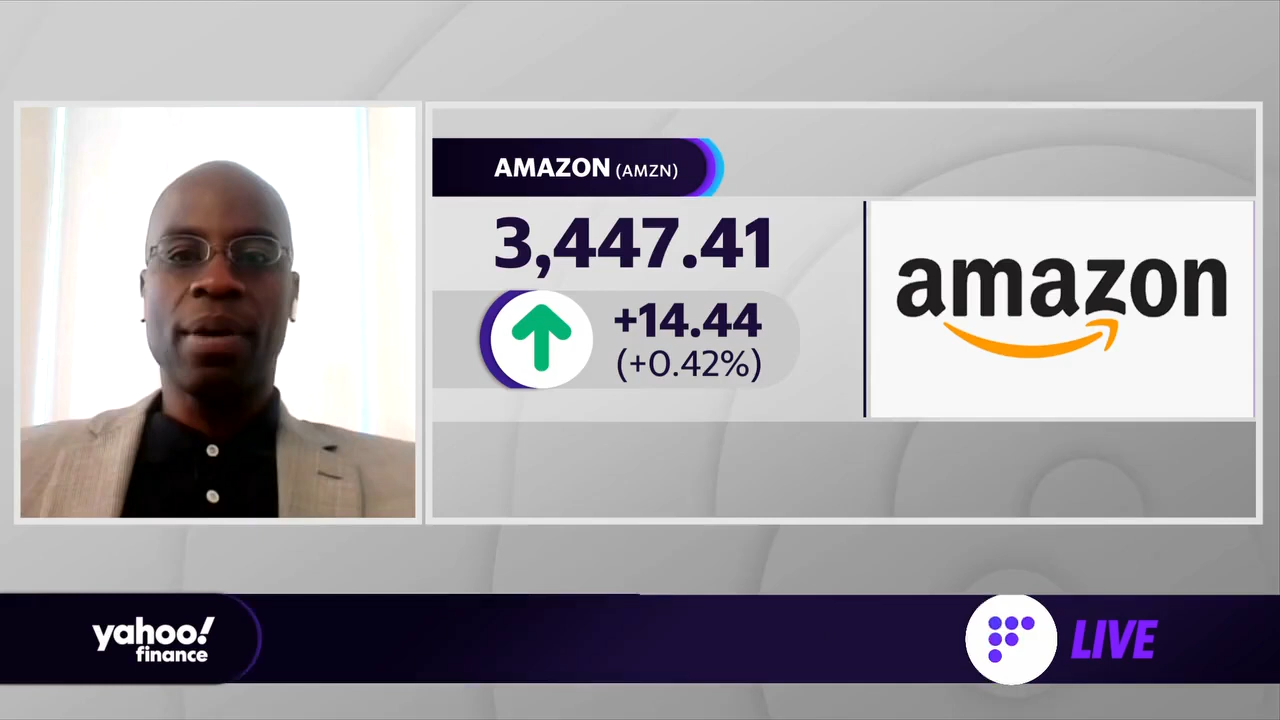 AMAZON (AMZN)
3,447.41
+14.44
(+0.42%)
amazon
yahoo!
finance
LIVE